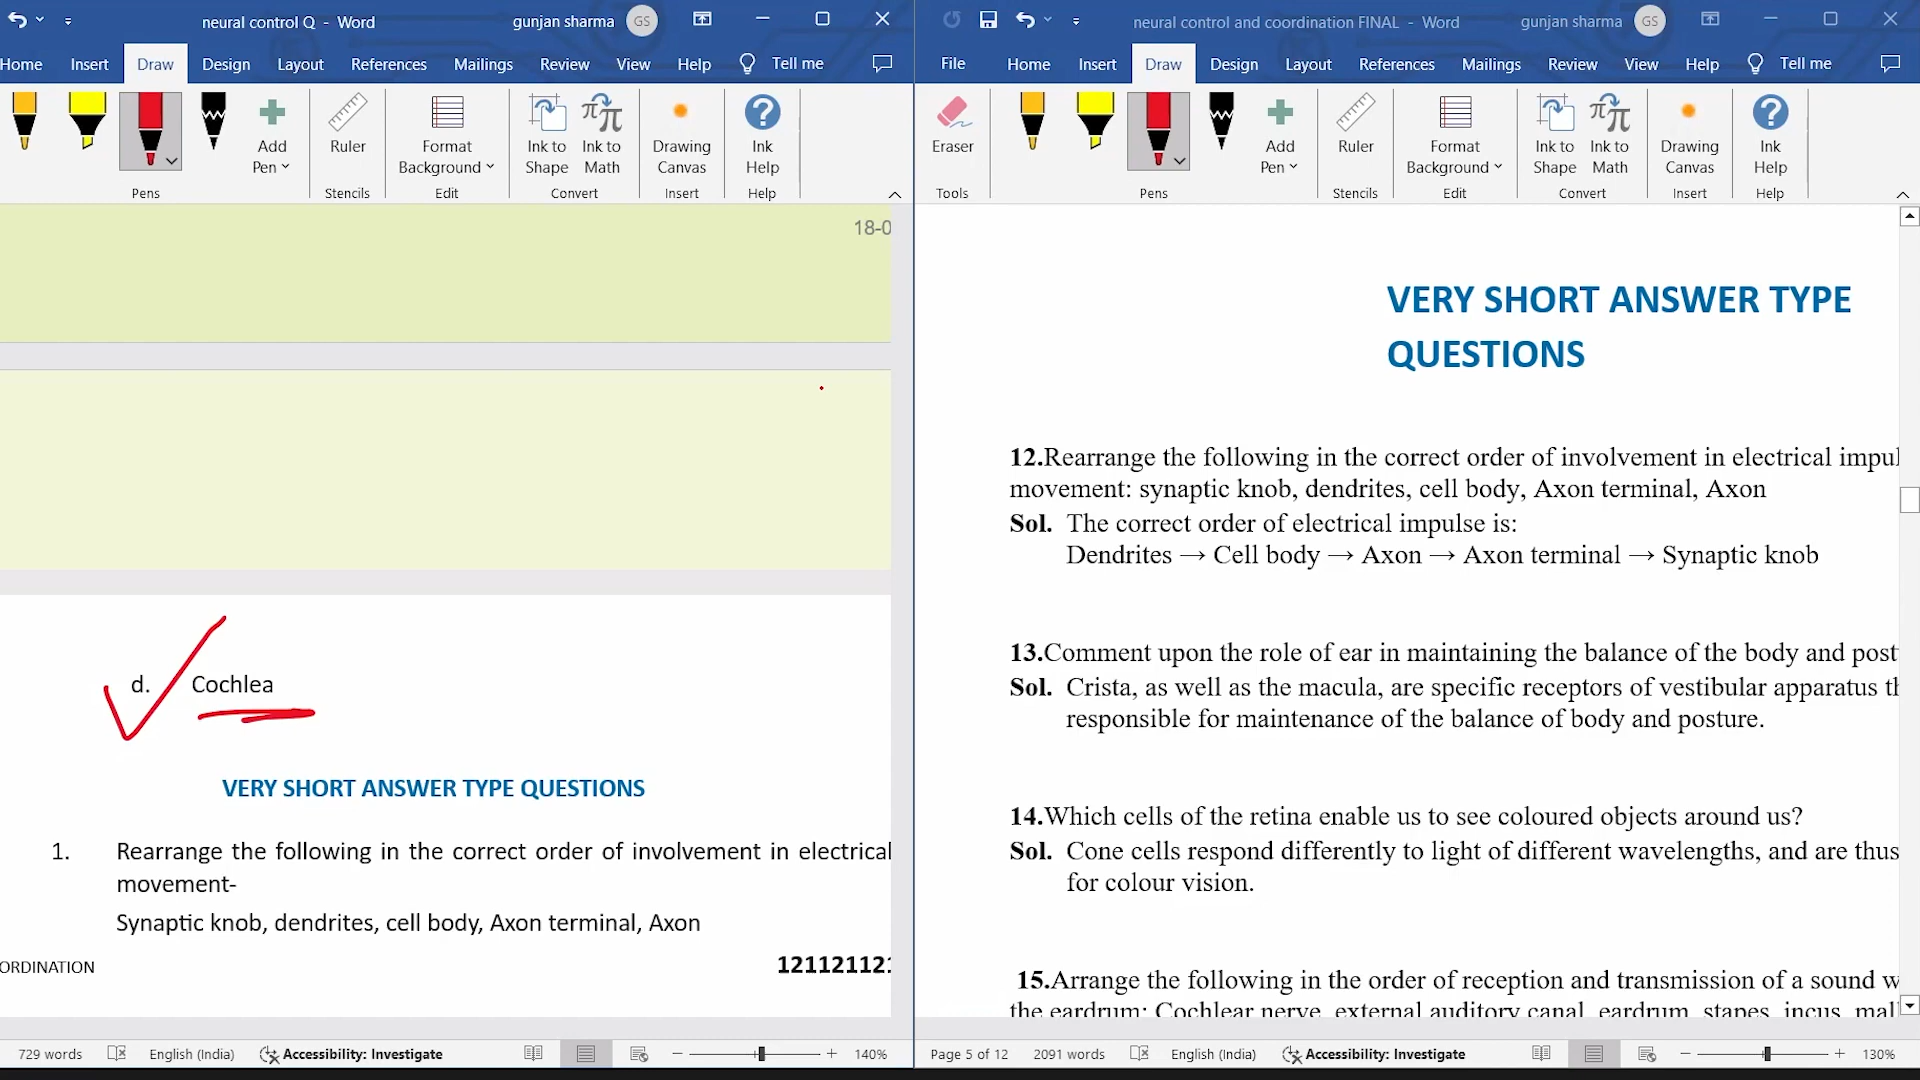 neural control Q - Word
gunjan sharma
GS
Home Insert Draw Design Layout References Mailings Review View Help Tell me
Add Pen
Ruler
Format Background
Ink to Shape
Ink to Math
Drawing Canvas
Ink Help
Pens Stencils Edit Convert Insert Help
18-0
d. Cochlea
VERY SHORT ANSWER TYPE QUESTIONS
1. Rearrange the following in the correct order of involvement in electrical
movement-
Synaptic knob, dendrites, cell body, Axon terminal, Axon
ORDINATION
121121121
729 words English (India) Accessibility: Investigate 140%
neural control and coordination FINAL - Word
gunjan sharma
GS
File Home Insert Draw Design Layout References Mailings Review View Help Tell me
Eraser
Add Pen
Ruler
Format Background
Ink to Shape
Ink to Math
Drawing Canvas
Ink Help
Tools Pens Stencils Edit Convert Insert Help
VERY SHORT ANSWER TYPE
QUESTIONS
12.Rearrange the following in the correct order of involvement in electrical impul
movement: synaptic knob, dendrites, cell body, Axon terminal, Axon
Sol. The correct order of electrical impulse is:
Dendrites → Cell body → Axon → Axon terminal → Synaptic knob
13.Comment upon the role of ear in maintaining the balance of the body and post
Sol. Crista, as well as the macula, are specific receptors of vestibular apparatus th
responsible for maintenance of the balance of body and posture.
14.Which cells of the retina enable us to see coloured objects around us?
Sol. Cone cells respond differently to light of different wavelengths, and are thus
for colour vision.
15.Arrange the following in the order of reception and transmission of a sound w
the eardrum: Cochlear nerve, external auditory canal, eardrum, stapes, incus, mal
Page 5 of 12 2091 words English (India) Accessibility: Investigate 130%